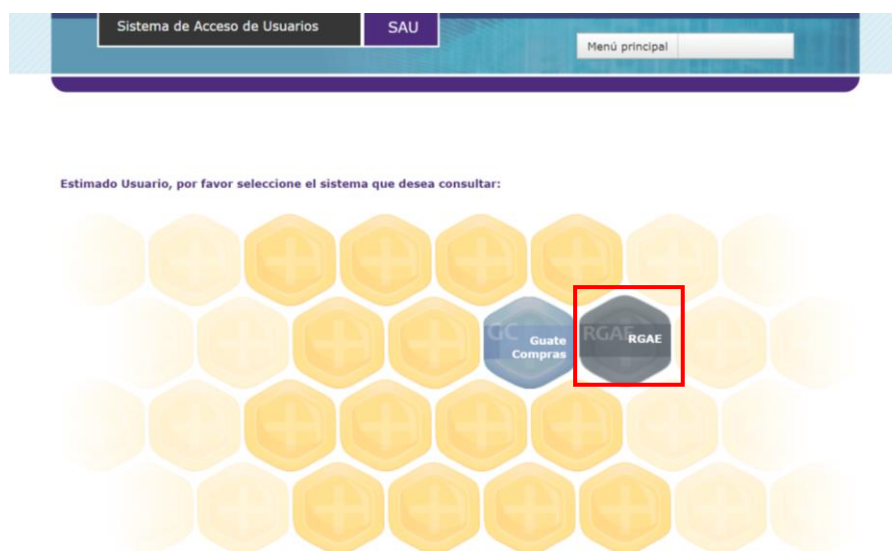 Sistema de Acceso de Usuarios
SAU
Menú principal
Estimado Usuario, por favor seleccione el sistema que desea consultar:
GC
Guate
Compras
RGAE
RGAE